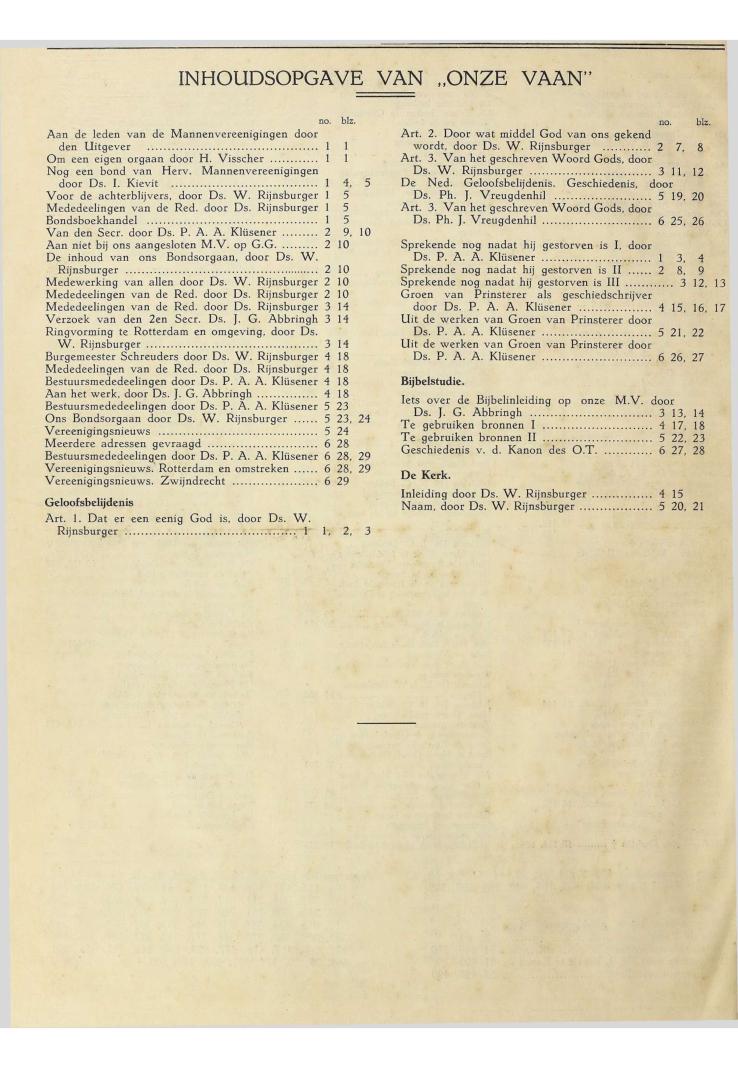 INHOUDSOPGAVE VAN „ONZE VAAN"
no. blz.
Aan de leden van de Mannenvereenigingen door
den Uitgever .......................................... 1 1
Om een eigen orgaan door H. Visscher ............ 1 1
Nog een bond van Herv. Mannenvereenigingen
door Ds. I. Kievit .................................... 1 4, 5
Voor de achterblijvers, door Ds. W. Rijnsburger 1 5
Mededeelingen van de Red. door Ds. Rijnsburger 1 5
Bondsboekhandel .......................................... 1 5
Van den Secr. door Ds. P. A. A. Klüsener ......... 2 9, 10
Aan niet bij ons aangesloten M.V. op G.G. ......... 2 10
De inhoud van ons Bondsorgaan, door Ds. W.
Rijnsburger ................................................ 2 10
Medewerking van allen door Ds. W. Rijnsburger 2 10
Mededeelingen van de Red. door Ds. Rijnsburger 2 10
Mededeelingen van de Red. door Ds. Rijnsburger 3 14
Verzoek van den 2en Secr. Ds. J. G. Abbringh 3 14
Ringvorming te Rotterdam en omgeving, door Ds.
W. Rijnsburger .......................................... 3 14
Burgemeester Schreuders door Ds. W. Rijnsburger 4 18
Mededeelingen van de Red. door Ds. Rijnsburger 4 18
Bestuursmededeelingen door Ds. P. A. A. Klüsener 4 18
Aan het werk, door Ds. J. G. Abbringh ............... 4 18
Bestuursmededeelingen door Ds. P. A. A. Klüsener 5 23
Ons Bondsorgaan door Ds. W. Rijnsburger ...... 5 23, 24
Vereenigingsnieuws ....................................... 5 24
Meerdere adressen gevraagd ........................... 6 28
Bestuursmededeelingen door Ds. P. A. A. Klüsener 6 28, 29
Vereenigingsnieuws. Rotterdam en omstreken ...... 6 28, 29
Vereenigingsnieuws. Zwijndrecht ..................... 6 29
Geloofsbelijdenis
Art. 1. Dat er een eenig God is, door Ds. W.
Rijnsburger .......................................... 1 1, 2, 3
no. blz.
Art. 2. Door wat middel God van ons gekend
wordt, door Ds. W. Rijnsburger ............ 2 7, 8
Art. 3. Van het geschreven Woord Gods, door
Ds. W. Rijnsburger ........................... 3 11, 12
De Ned. Geloofsbelijdenis. Geschiedenis, door
Ds. Ph. J. Vreugdenhil ........................ 5 19, 20
Art. 3. Van het geschreven Woord Gods, door
Ds. Ph. J. Vreugdenhil ........................... 6 25, 26
Sprekende nog nadat hij gestorven is I, door
Ds. P. A. A. Klüsener ........................... 1 3, 4
Sprekende nog nadat hij gestorven is II ...... 2 8, 9
Sprekende nog nadat hij gestorven is III ............ 3 12, 13
Groen van Prinsterer als geschiedschrijver
door Ds. P. A. A. Klüsener .................. 4 15, 16, 17
Uit de werken van Groen van Prinsterer door
Ds. P. A. A. Klüsener ........................... 5 21, 22
Uit de werken van Groen van Prinsterer door
Ds. P. A. A. Klüsener ........................... 6 26, 27
Bijbelstudie.
Iets over de Bijbelinleiding op onze M.V. door
Ds. J. G. Abbringh .............................. 3 13, 14
Te gebruiken bronnen I ........................... 4 17, 18
Te gebruiken bronnen II ........................... 5 22, 23
Geschiedenis v. d. Kanon des O.T. ............ 6 27, 28
De Kerk.
Inleiding door Ds. W. Rijnsburger ............... 4 15
Naam, door Ds. W. Rijnsburger .................. 5 20, 21